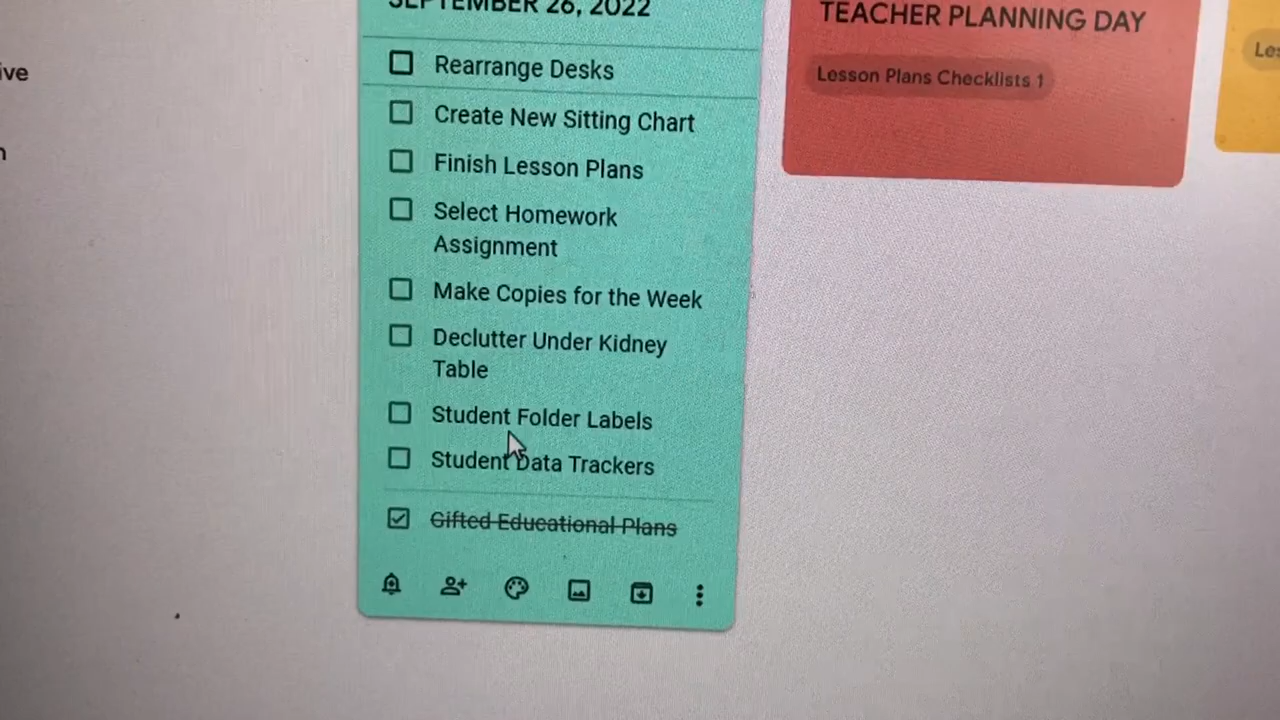 SEPTEMBER 26, 2022
Rearrange Desks
Create New Sitting Chart
Finish Lesson Plans
Select Homework
Assignment
Make Copies for the Week
Declutter Under Kidney
Table
Student Folder Labels
Student Data Trackers
Gifted Educational Plans
TEACHER PLANNING DAY
Lesson Plans Checklists 1
Les
ive
n